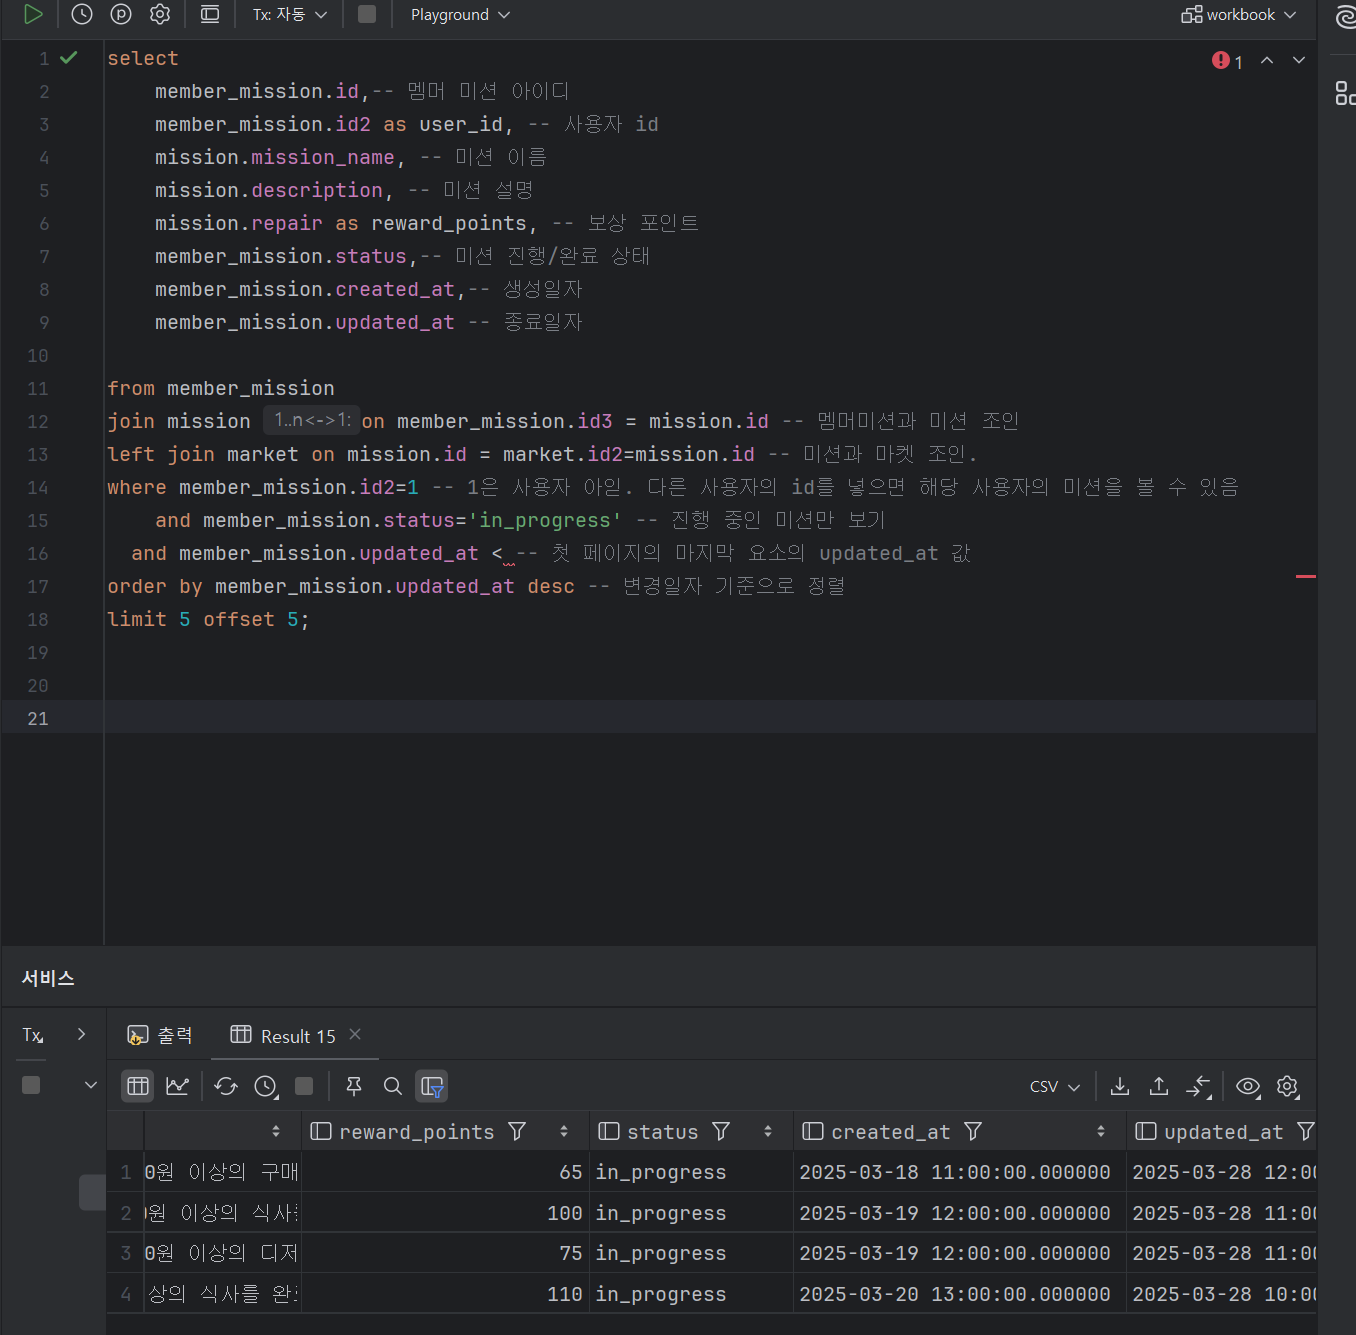 Tx: 자동
Playground
workbook
1 select
1
2 member_mission.id,-- 멤머 미션 아이디
3 member_mission.id2 as user_id, -- 사용자 id
4 mission.mission_name, -- 미션 이름
5 mission.description, -- 미션 설명
6 mission.repair as reward_points, -- 보상 포인트
7 member_mission.status,-- 미션 진행/완료 상태
8 member_mission.created_at,-- 생성일자
9 member_mission.updated_at -- 종료일자
10
11 from member_mission
12 join mission 1..n<->1: on member_mission.id3 = mission.id -- 멤머미션과 미션 조인
13 left join market on mission.id = market.id2=mission.id -- 미션과 마켓 조인.
14 where member_mission.id2=1 -- 1은 사용자 아읻. 다른 사용자의 id를 넣으면 해당 사용자의 미션을 볼 수 있음
15 and member_mission.status='in_progress' -- 진행 중인 미션만 보기
16 and member_mission.updated_at < -- 첫 페이지의 마지막 요소의 updated_at 값
17 order by member_mission.updated_at desc -- 변경일자 기준으로 정렬
18 limit 5 offset 5;
19
20
21
서비스
Tx
출력
Result 15
CSV
reward_points status created_at updated_at
1 0원 이상의 구매 65 in_progress 2025-03-18 11:00:00.000000 2025-03-28 12:00
2 원 이상의 식사 100 in_progress 2025-03-19 12:00:00.000000 2025-03-28 11:00
3 0원 이상의 디저 75 in_progress 2025-03-19 12:00:00.000000 2025-03-28 11:00
4 상의 식사를 완 110 in_progress 2025-03-20 13:00:00.000000 2025-03-28 10:00